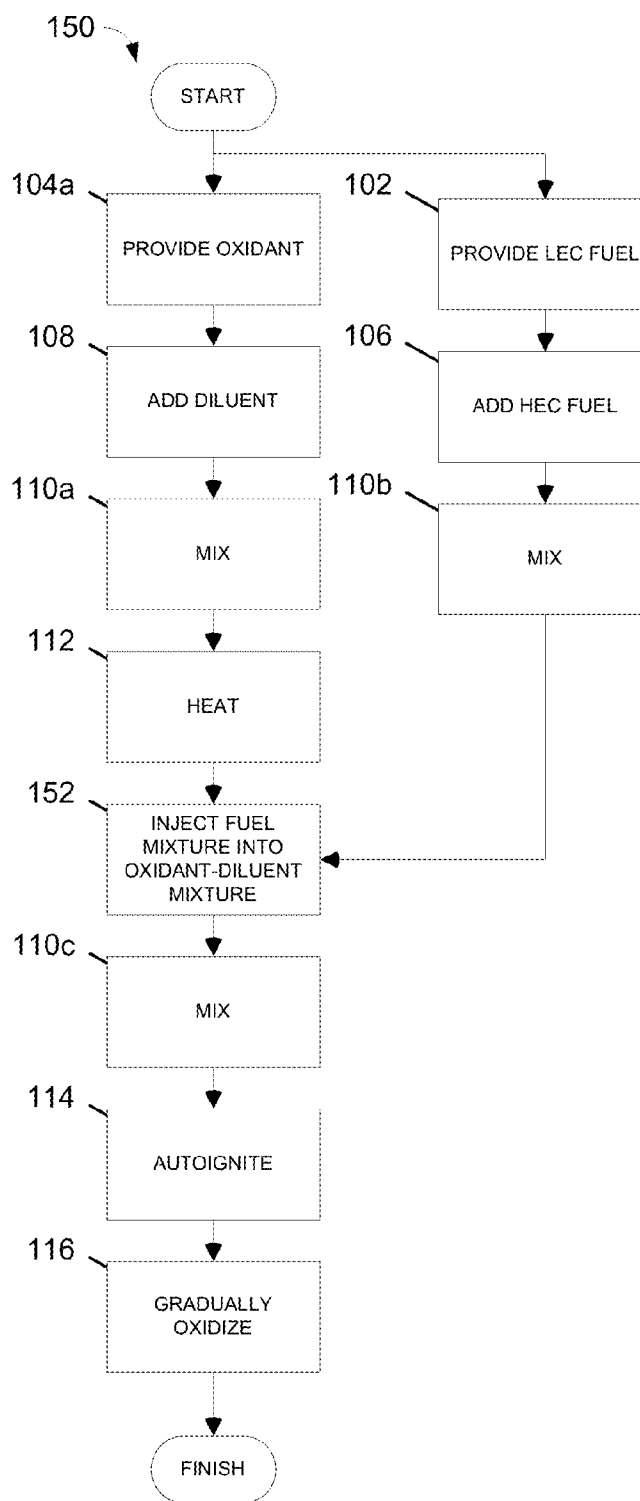 150
START
104a
102
PROVIDE OXIDANT
PROVIDE LEC FUEL
108
106
ADD DILUENT
ADD HEC FUEL
110a
110b
MIX
MIX
112
HEAT
152
INJECT FUEL
MIXTURE INTO
OXIDANT-DILUENT
MIXTURE
110c
MIX
114
AUTOIGNITE
116
GRADUALLY
OXIDIZE
FINISH